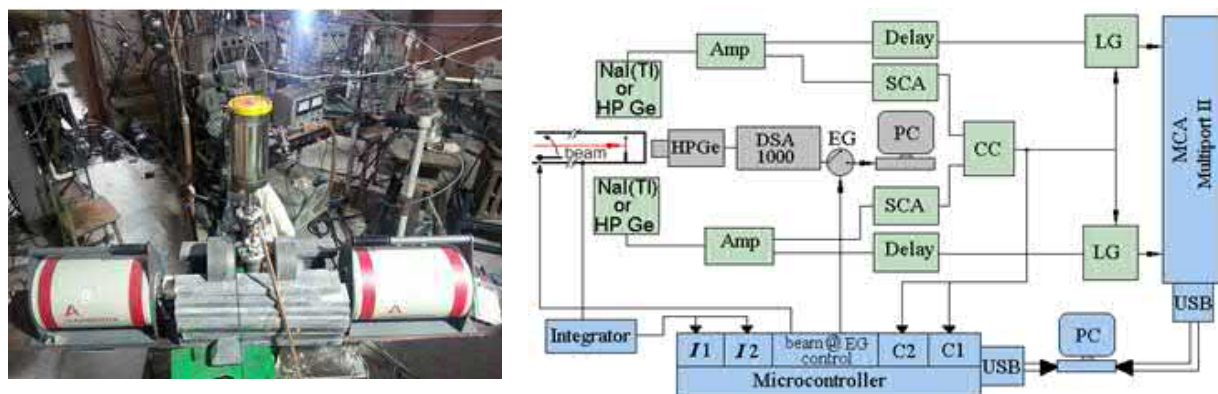 Amp
Delay
LG
MCA
Multiport II
NaI(Tl)
or
HP Ge
SCA
beam
HPGe
DSA
1000
EG
PC
CC
NaI(Tl)
or
HP Ge
SCA
Amp
Delay
LG
USB
Integrator
I1
I2
beam@EG
control
C2
C1
USB
PC
Microcontroller